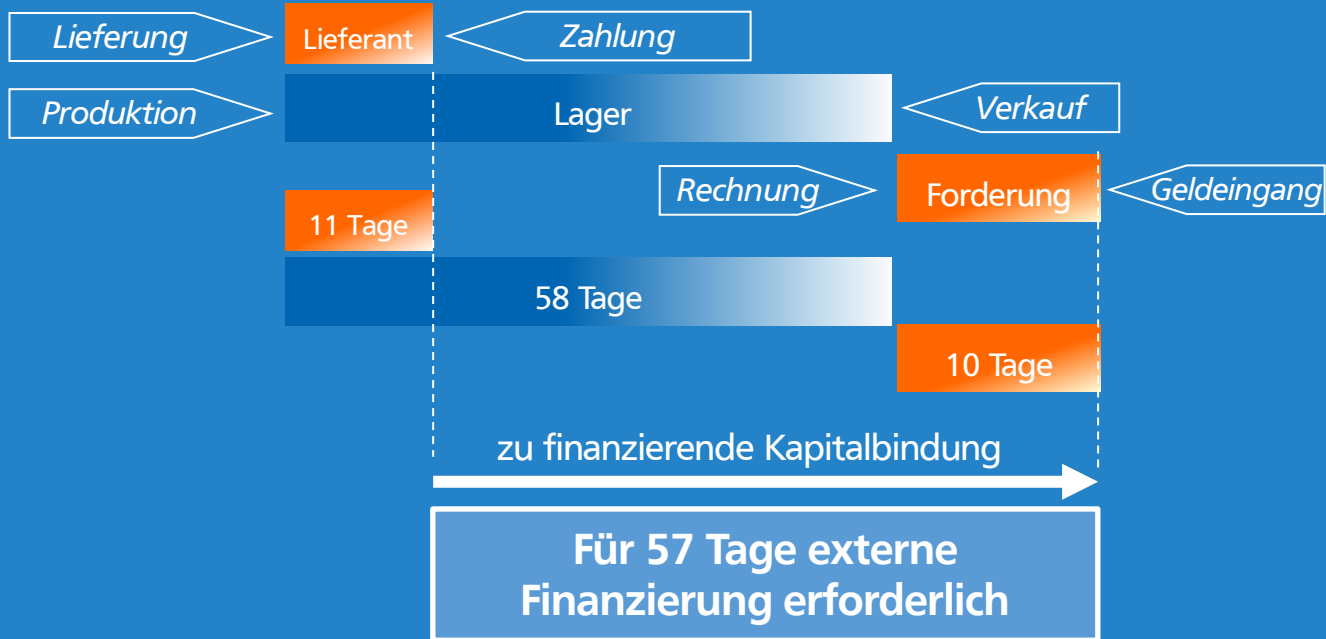 Lieferung
Lieferant
Zahlung
Produktion
Lager
Verkauf
Rechnung
Forderung
Geldeingang
11 Tage
58 Tage
10 Tage
zu finanzierende Kapitalbindung
Für 57 Tage externe
Finanzierung erforderlich